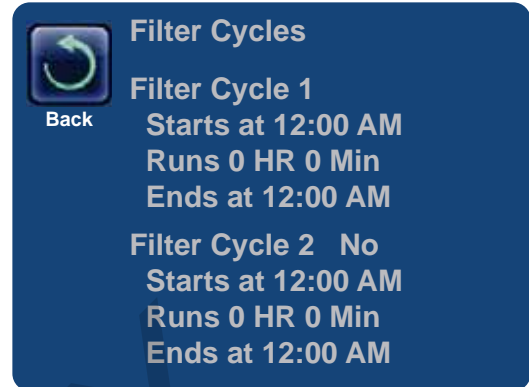 Filter Cycles
Back
Filter Cycle 1
Starts at 12:00 AM
Runs 0 HR 0 Min
Ends at 12:00 AM
Filter Cycle 2 No
Starts at 12:00 AM
Runs 0 HR 0 Min
Ends at 12:00 AM